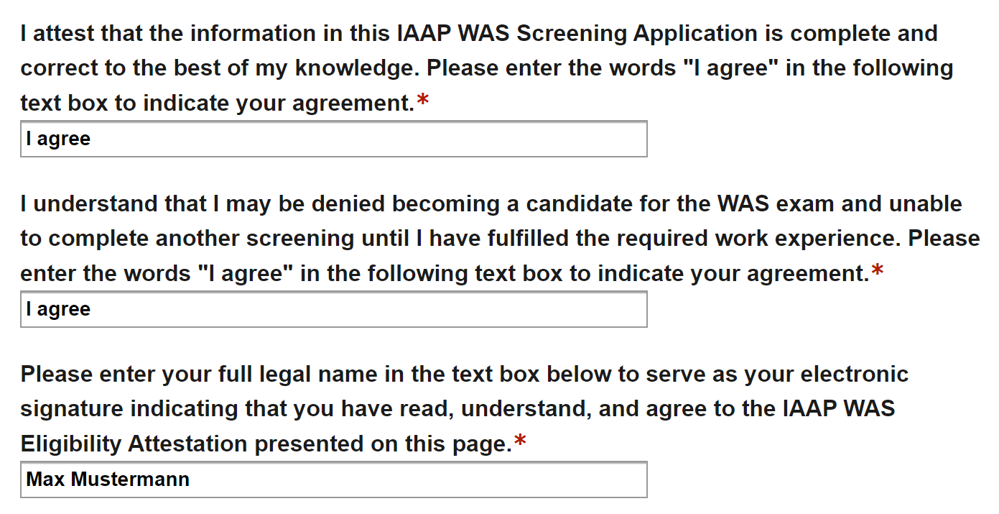 I attest that the information in this IAAP WAS Screening Application is complete and
correct to the best of my knowledge. Please enter the words "I agree" in the following
text box to indicate your agreement.*
I agree
I understand that I may be denied becoming a candidate for the WAS exam and unable
to complete another screening until I have fulfilled the required work experience. Please
enter the words "I agree" in the following text box to indicate your agreement.*
I agree
Please enter your full legal name in the text box below to serve as your electronic
signature indicating that you have read, understand, and agree to the IAAP WAS
Eligibility Attestation presented on this page.*
Max Mustermann